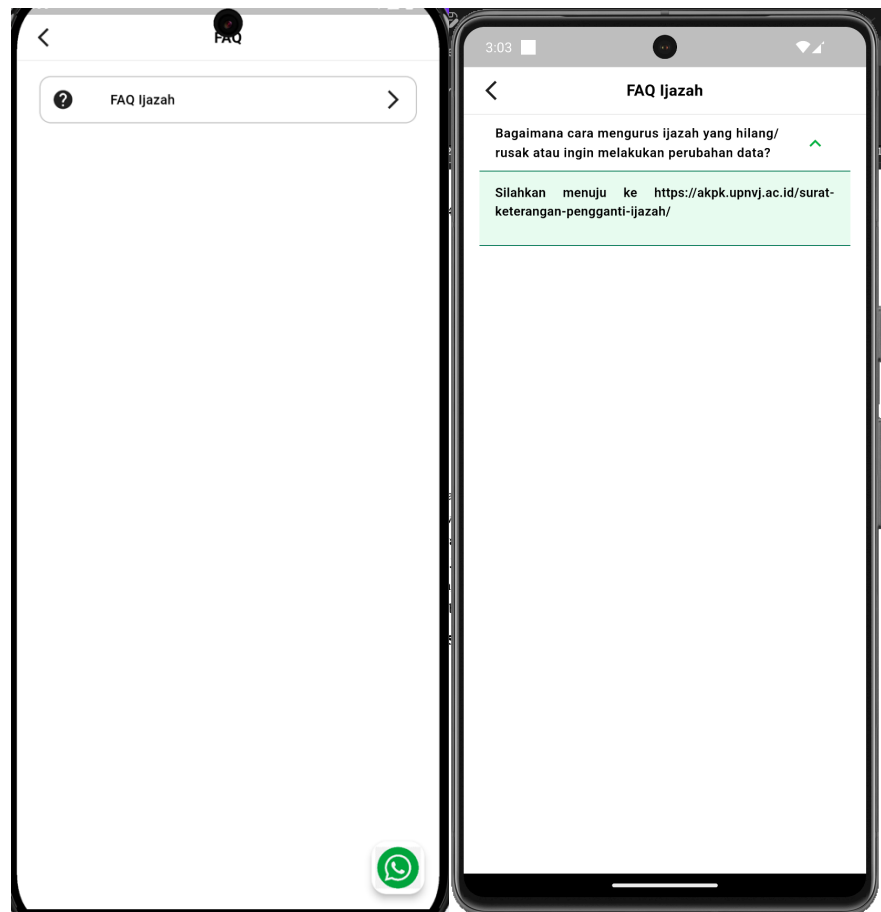 FAQ
FAQ Ijazah
3:03
FAQ Ijazah
Bagaimana cara mengurus ijazah yang hilang/
rusak atau ingin melakukan perubahan data?
Silahkan menuju ke https://akpk.upnvj.ac.id/surat-
keterangan-pengganti-ijazah/